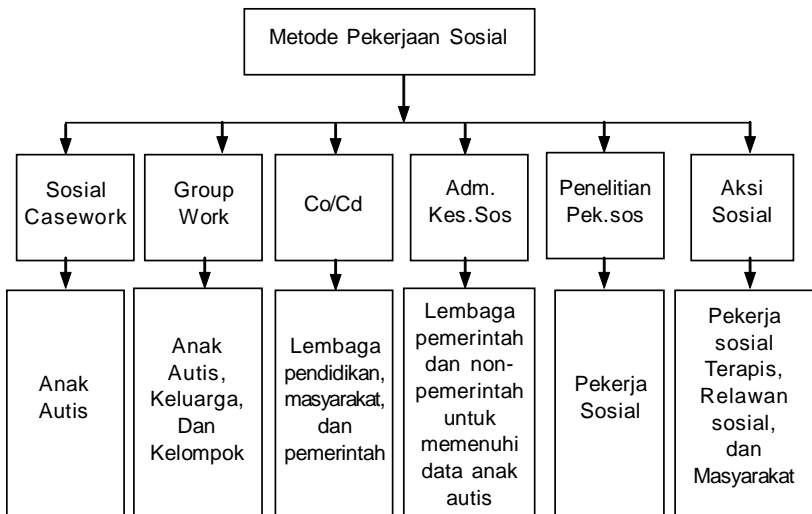 Metode Pekerjaan Sosial
Sosial
Casework
Group
Work
Co/Cd
Adm.
Kes.Sos
Penelitian
Pek.sos
Aksi
Sosial
Anak
Autis
Anak
Autis,
Keluarga,
Dan
Kelompok
Lembaga
pendidikan,
masyarakat,
dan
pemerintah
Lembaga
pemerintah
dan non-
pemerintah
untuk
memenuhi
data anak
autis
Pekerja
Sosial
Pekerja
sosial
Terapis,
Relawan
sosial,
dan
Masyarakat